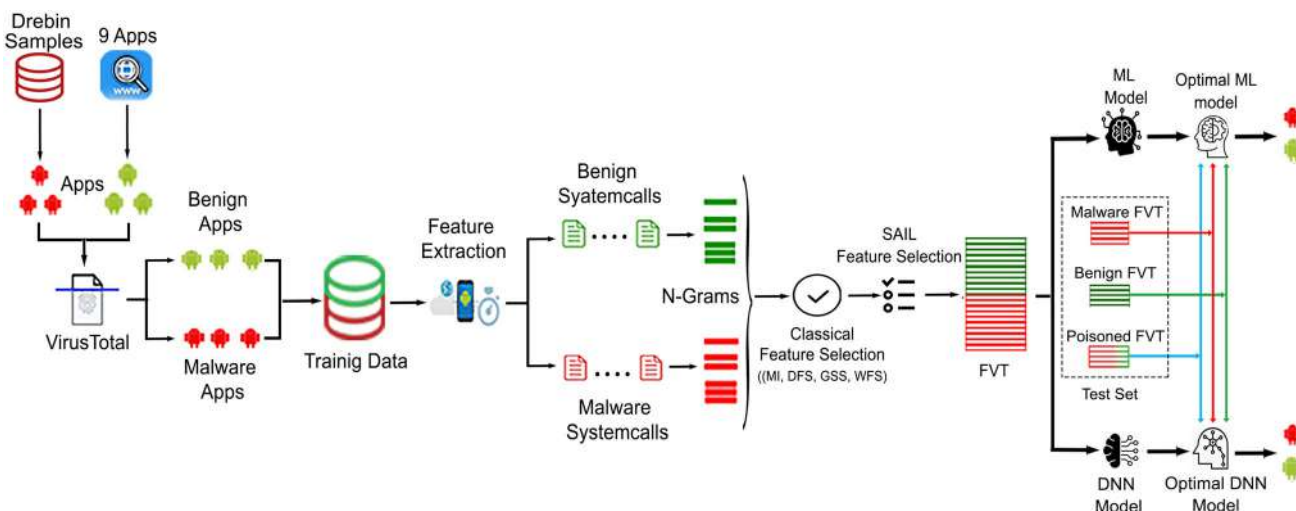 Drebin
Samples
9 Apps
www
Apps
VirusTotal
Benign
Apps
Malware
Apps
Trainig Data
Feature
Extraction
Benign
Syatemcalls
Malware
Systemcalls
N-Grams
Classical
Feature Selection
((MI, DFS, GSS, WFS)
SAIL
Feature Selection
FVT
ML
Model
Optimal ML
model
Malware FVT
Benign FVT
Poisoned FVT
Test Set
DNN
Model
Optimal DNN
Model